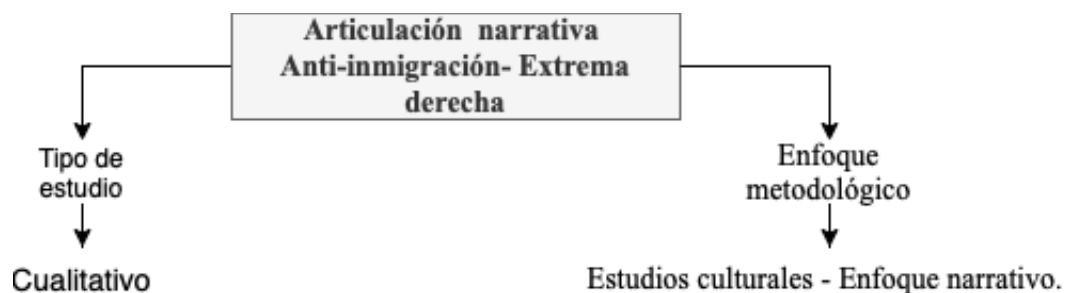 Articulación narrativa
Anti-inmigración- Extrema
derecha
Tipo de
estudio
Enfoque
metodológico
Cualitativo
Estudios culturales - Enfoque narrativo.